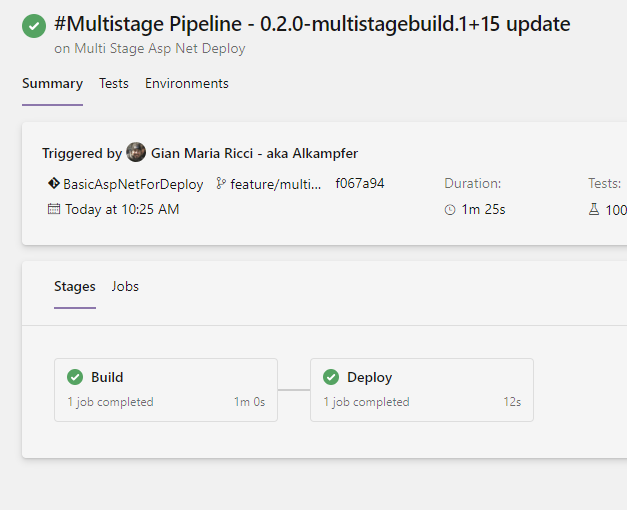 #Multistage Pipeline - 0.2.0-multistagebuild.1+15 update
on Multi Stage Asp Net Deploy
Summary Tests Environments
Triggered by Gian Maria Ricci - aka Alkampfer
BasicAspNetForDeploy feature/multi... f067a94 Duration: Tests:
Today at 10:25 AM 1m 25s 100
Stages Jobs
Build Deploy
1 job completed 1m 0s 1 job completed 12s